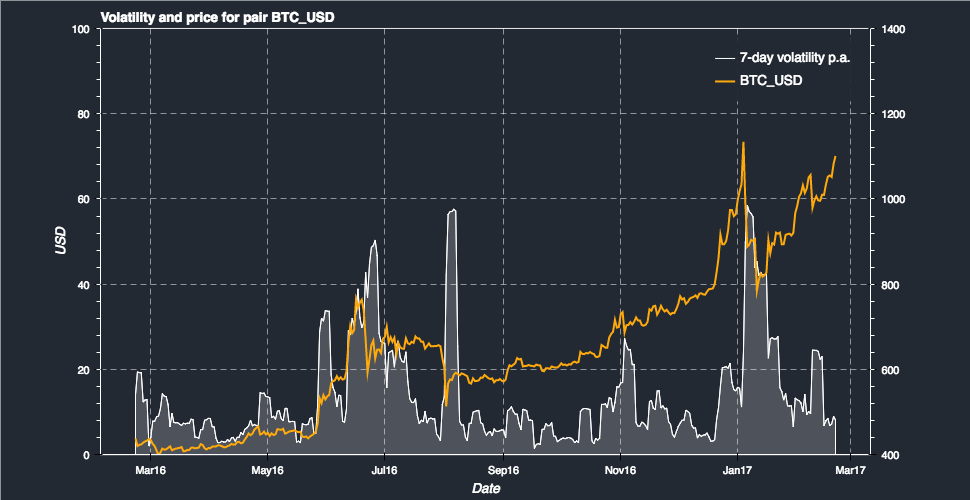 Volatility and price for pair BTC_USD
100
80
60
40
20
0
USD
1400
1200
1000
800
600
400
7-day volatility p.a.
BTC_USD
Mar16 May16 Jul16 Sep16 Nov16 Jan17 Mar17
Date